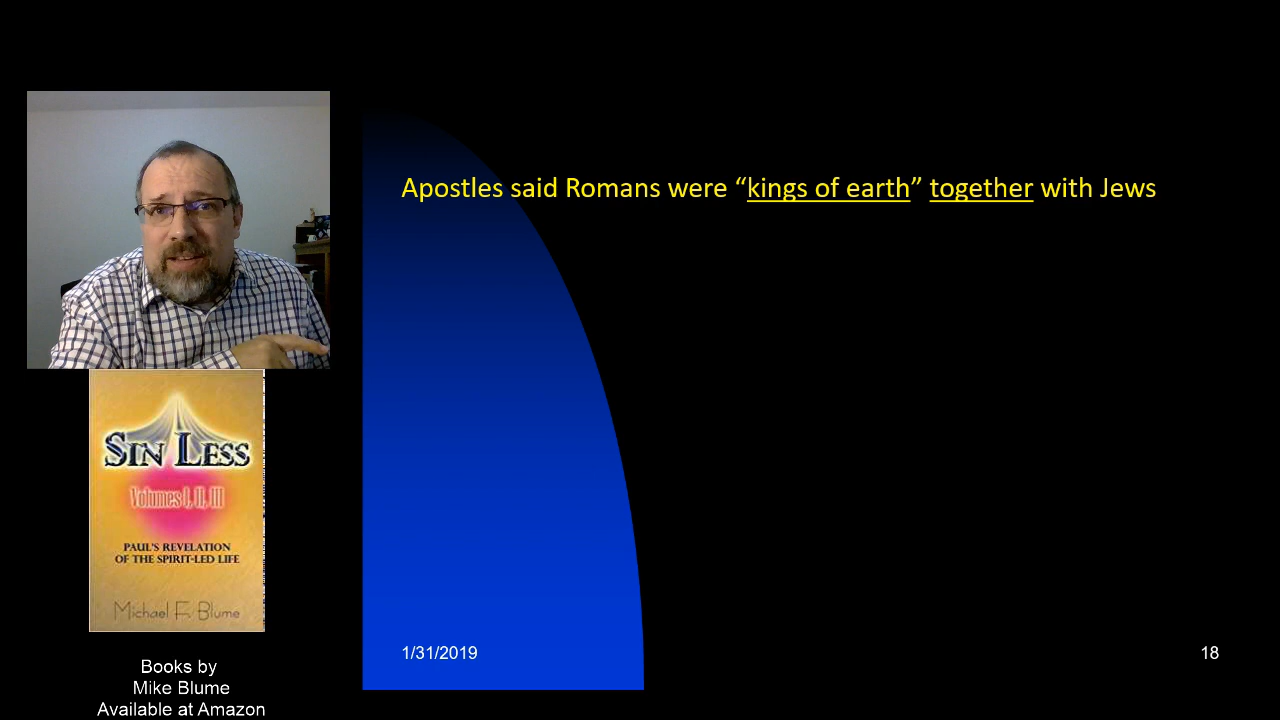 Apostles said Romans were “kings of earth” together with Jews
SIN LESS
Volumes I, II, III
PAUL'S REVELATION
OF THE SPIRIT-LED LIFE
Michael F. Blume
Books by
Mike Blume
Available at Amazon
1/31/2019
18